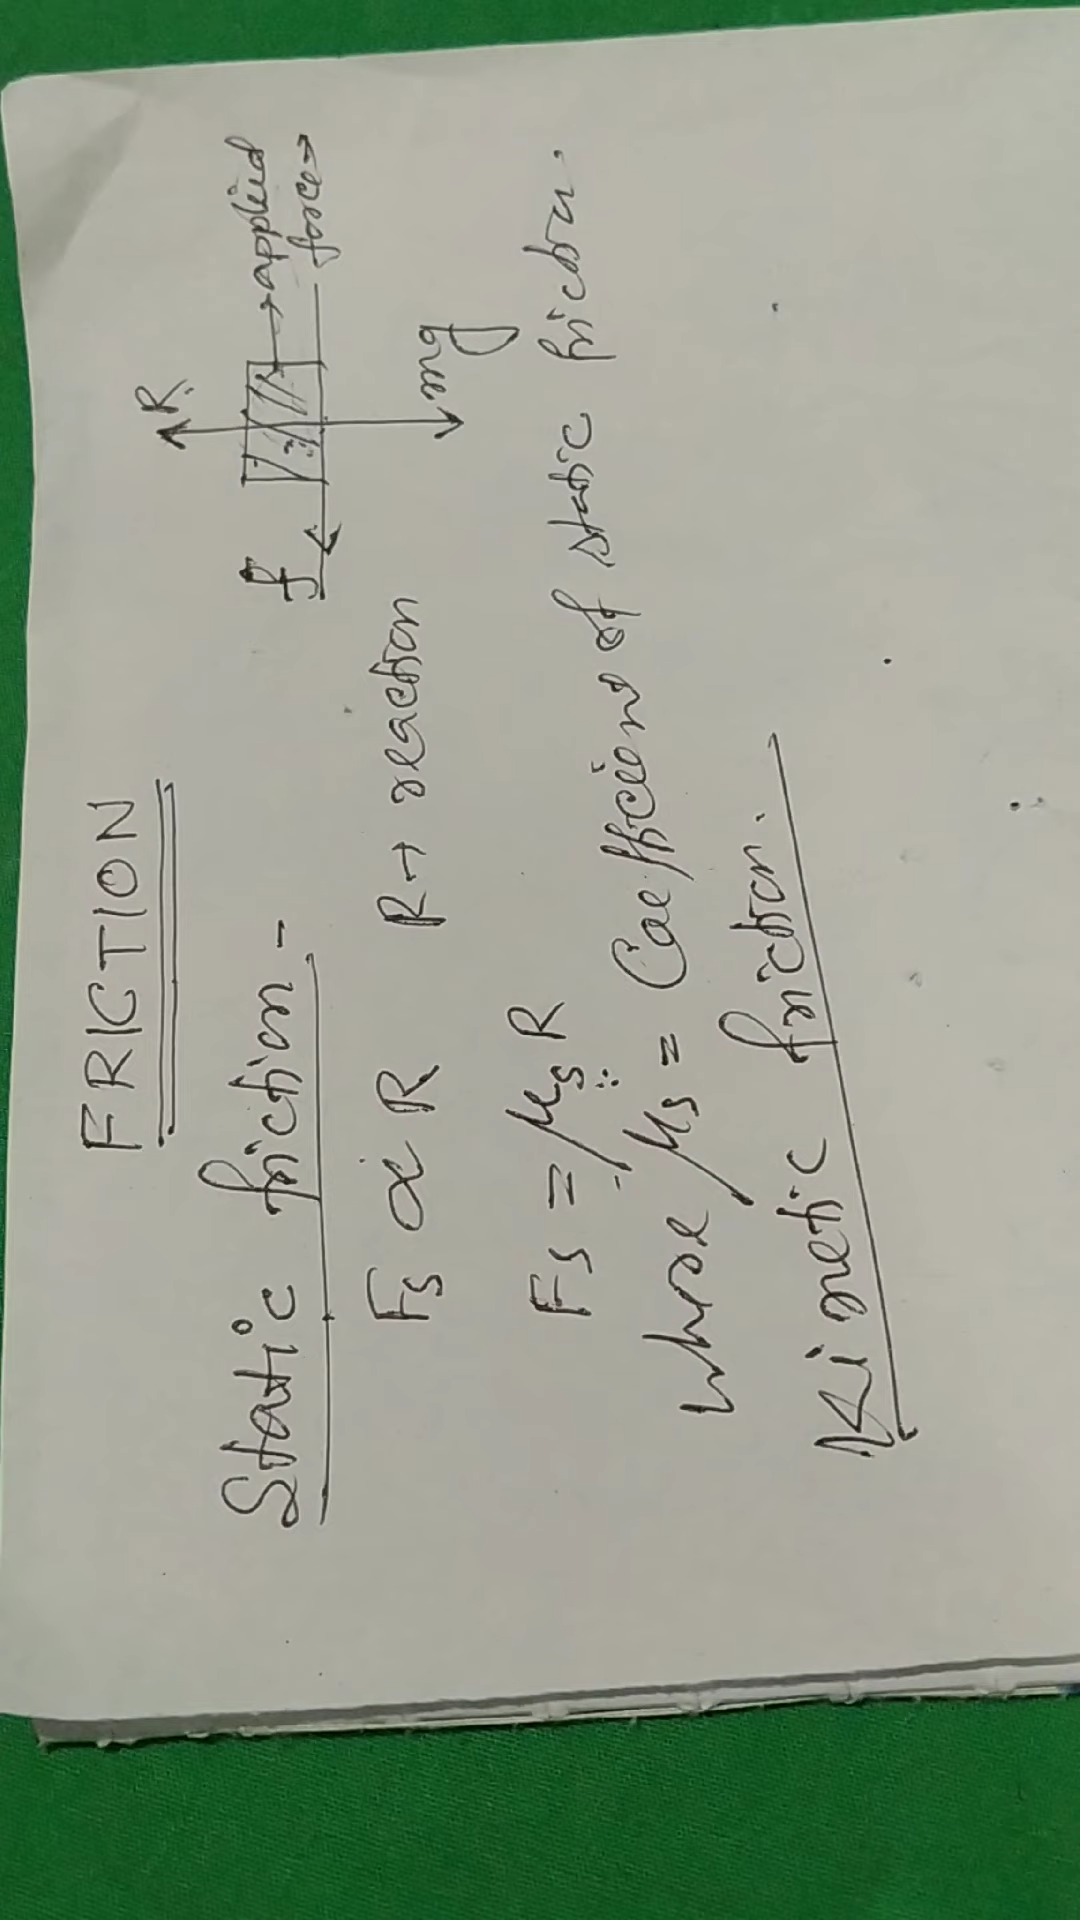 FRICTION
Static friction -
R
→ applied
force →
f
mg
Fs ∝ R R → reaction
Fs = μs R
where μs = Coefficient of static friction.
Kinetic friction.